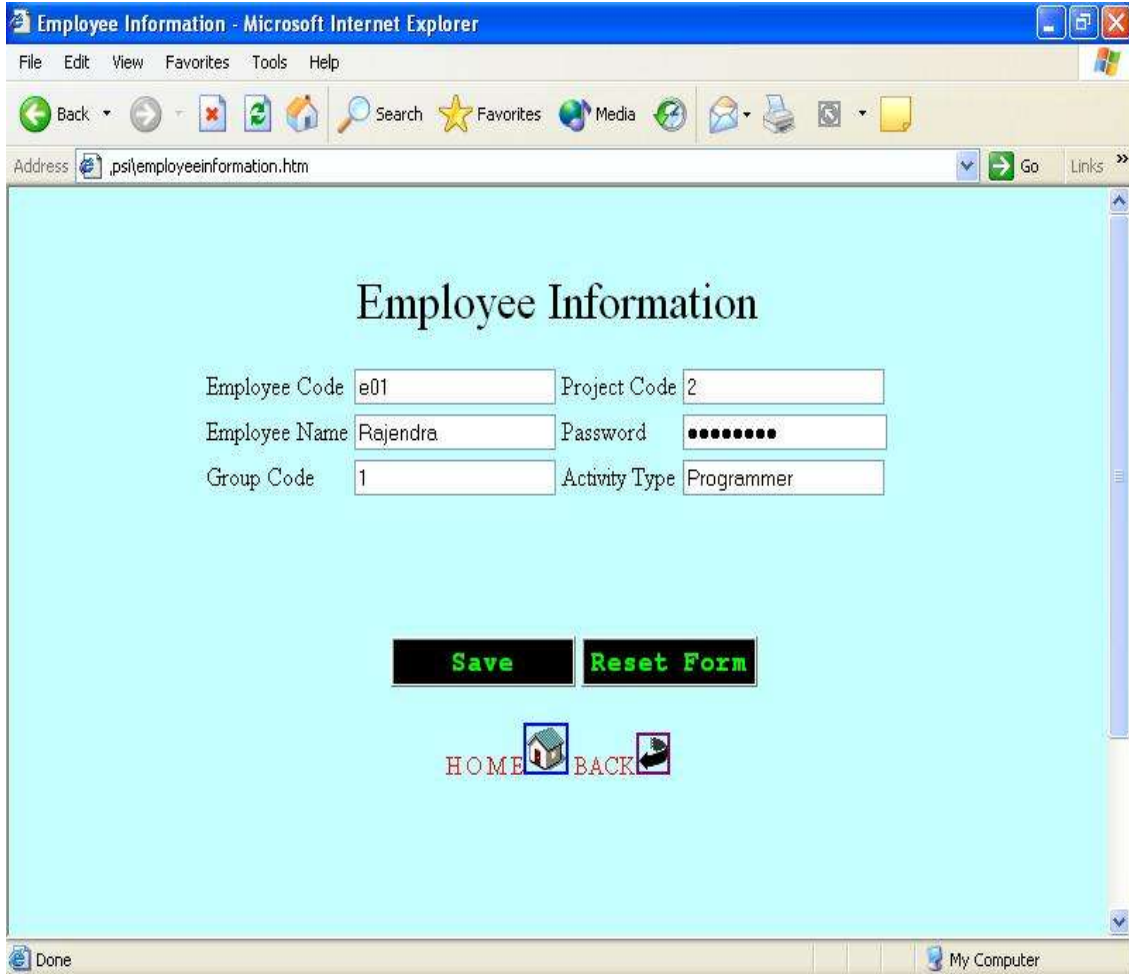 Employee Information - Microsoft Internet Explorer
File Edit View Favorites Tools Help
Back Search Favorites Media
Address ,psi\employeeinformation.htm Go Links »
Employee Information
Employee Code e01 Project Code 2
Employee Name Rajendra Password ••••••••
Group Code 1 Activity Type Programmer
Save Reset Form
HOME BACK
Done My Computer